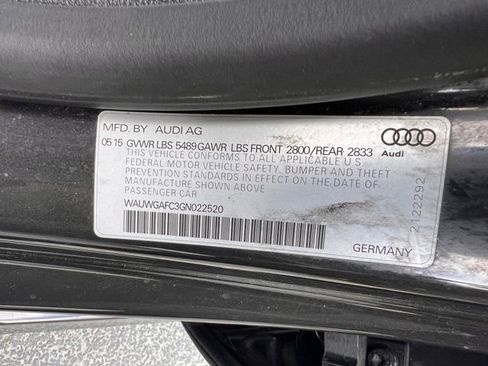 MFD. BY AUDI AG
05 15 GVWR LBS 5489 GAWR LBS FRONT 2800/REAR 2833
THIS VEHICLE CONFORMS TO ALL APPLICABLE U S
FEDERAL MOTOR VEHICLE SAFETY, BUMPER AND THEFT
PREVENTION STANDARDS IN EFFECT ON THE DATE OF
MANUFACTURE SHOWN ABOVE
PASSENGER CAR
WAUWGAFC3GN022520
GERMANY
Audi
2122292